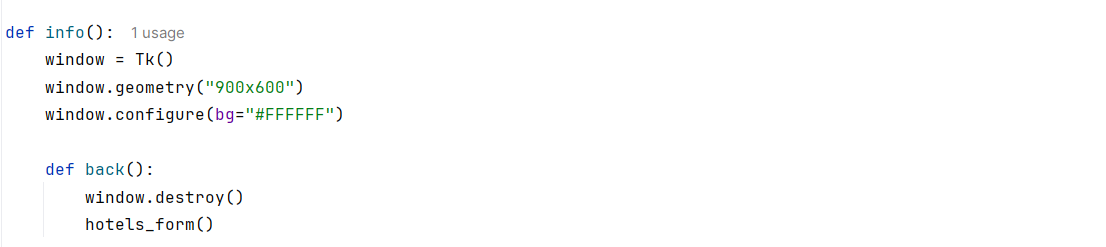 def info():  1 usage
    window = Tk()
    window.geometry("900x600")
    window.configure(bg="#FFFFFF")

    def back():
        window.destroy()
        hotels_form()